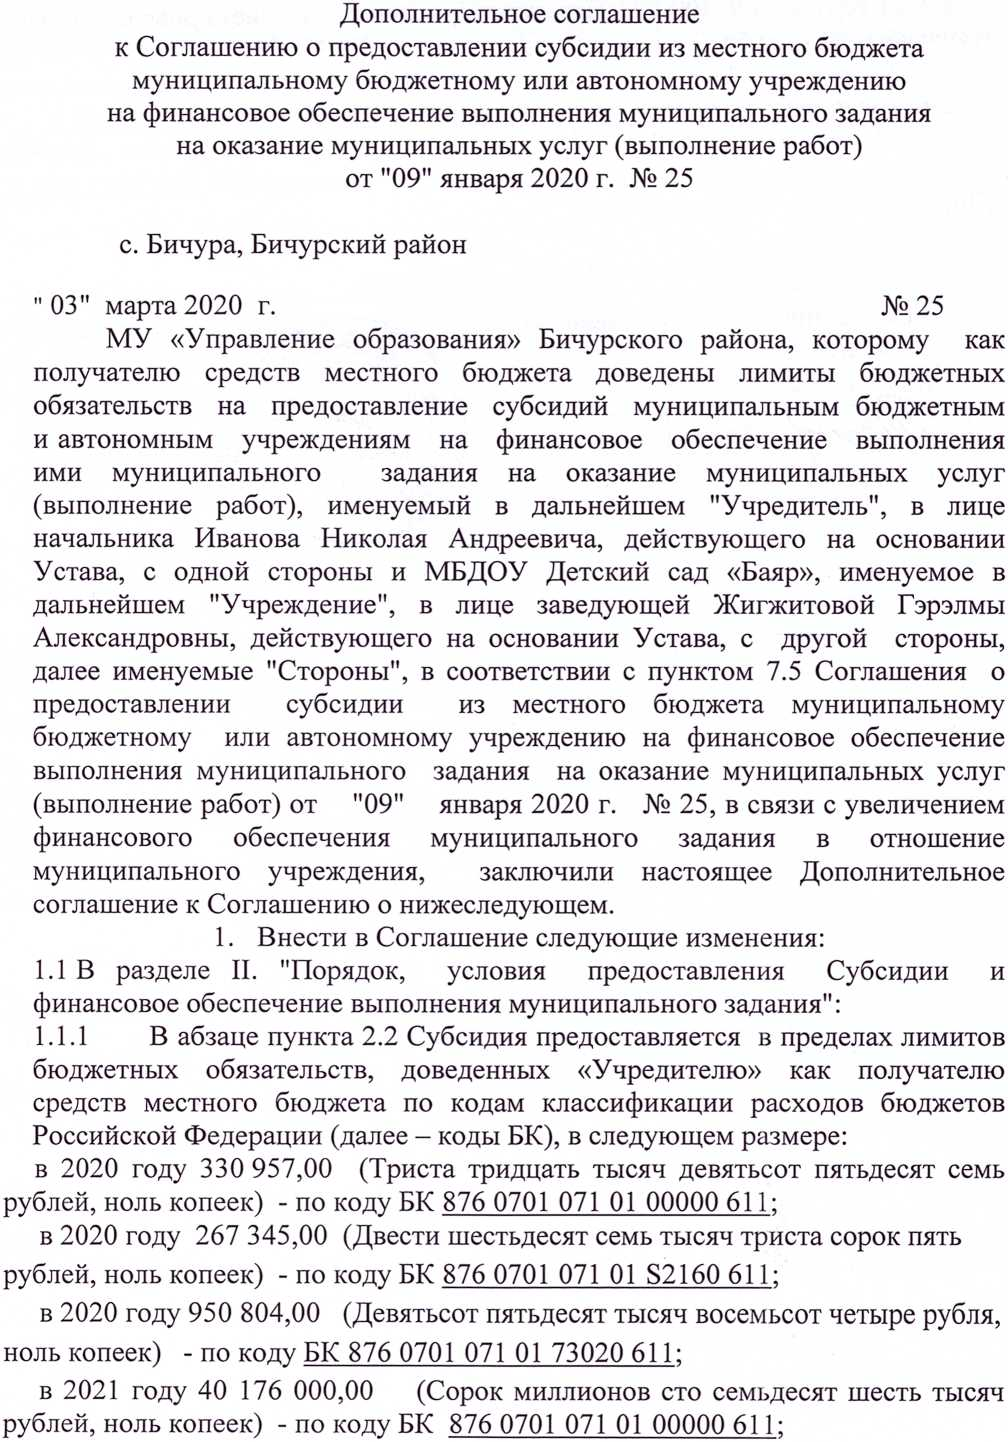 Дополнительное соглашение
к Соглашению о предоставлении субсидии из местного бюджета
муниципальному бюджетному или автономному учреждению
на финансовое обеспечение выполнения муниципального задания
на оказание муниципальных услуг (выполнение работ)
от "09" января 2020 г. № 25
с. Бичура, Бичурский район
" 03" марта 2020 г. № 25
МУ «Управление образования» Бичурского района, которому как
получателю средств местного бюджета доведены лимиты бюджетных
обязательств на предоставление субсидий муниципальным бюджетным
и автономным учреждениям на финансовое обеспечение выполнения
ими муниципального задания на оказание муниципальных услуг
(выполнение работ), именуемый в дальнейшем "Учредитель", в лице
начальника Иванова Николая Андреевича, действующего на основании
Устава, с одной стороны и МБДОУ Детский сад «Баяр», именуемое в
дальнейшем "Учреждение", в лице заведующей Жигжитовой Гэрэлмы
Александровны, действующего на основании Устава, с другой стороны,
далее именуемые "Стороны", в соответствии с пунктом 7.5 Соглашения о
предоставлении субсидии из местного бюджета муниципальному
бюджетному или автономному учреждению на финансовое обеспечение
выполнения муниципального задания на оказание муниципальных услуг
(выполнение работ) от "09" января 2020 г. № 25, в связи с увеличением
финансового обеспечения муниципального задания в отношение
муниципального учреждения, заключили настоящее Дополнительное
соглашение к Соглашению о нижеследующем.
1. Внести в Соглашение следующие изменения:
1.1 В разделе II. "Порядок, условия предоставления Субсидии и
финансовое обеспечение выполнения муниципального задания":
1.1.1 В абзаце пункта 2.2 Субсидия предоставляется в пределах лимитов
бюджетных обязательств, доведенных «Учредителю» как получателю
средств местного бюджета по кодам классификации расходов бюджетов
Российской Федерации (далее – коды БК), в следующем размере:
в 2020 году 330 957,00 (Триста тридцать тысяч девятьсот пятьдесят семь
рублей, ноль копеек) - по коду БК 876 0701 071 01 00000 611;
в 2020 году 267 345,00 (Двести шестьдесят семь тысяч триста сорок пять
рублей, ноль копеек) - по коду БК 876 0701 071 01 S2160 611;
в 2020 году 950 804,00 (Девятьсот пятьдесят тысяч восемьсот четыре рубля,
ноль копеек) - по коду БК 876 0701 071 01 73020 611;
в 2021 году 40 176 000,00 (Сорок миллионов сто семьдесят шесть тысяч
рублей, ноль копеек) - по коду БК 876 0701 071 01 00000 611;